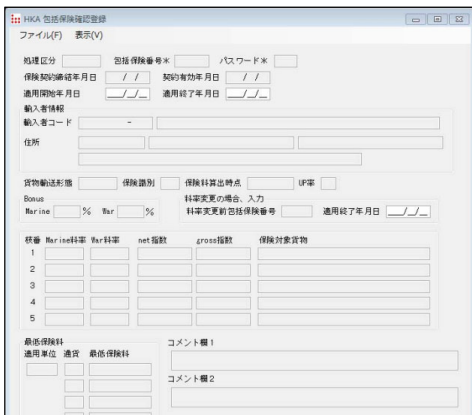 HKA 包括保険確認登録
ファイル(F) 表示(V)
処理区分 包括保険番号* パスワード*
保険契約締結年月日 / / 契約有効年月日 / /
適用開始年月日 __/_/_ 適用終了年月日 __/_/_
輸入者情報
輸入者コード -
住所
貨物輸送形態 保険識別 保険料算出時点 UP率
Bonus 料率変更の場合、入力
Marine % War % 料率変更前包括保険番号 適用終了年月日 __/_/_
枝番 Marine料率 War料率 net指数 gross指数 保険対象貨物
1
2
3
4
5
最低保険料 コメント欄1
適用単位 通貨 最低保険料
コメント欄2